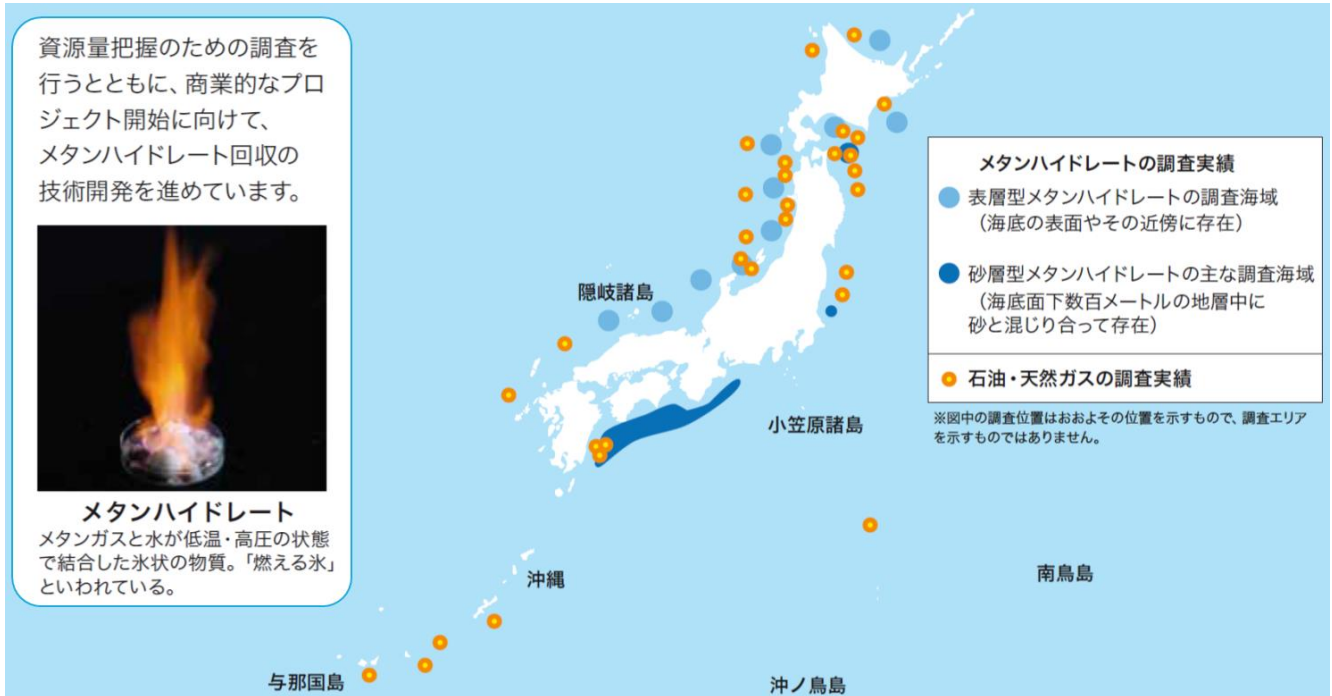 資源量把握のための調査を
行うとともに、商業的なプロ
ジェクト開始に向けて、
メタンハイドレート回収の
技術開発を進めています。
メタンハイドレート
メタンガスと水が低温・高圧の状態
で結合した氷状の物質。「燃える氷」
といわれている。
隠岐諸島
小笠原諸島
沖縄
南鳥島
与那国島
沖ノ鳥島
メタンハイドレートの調査実績
表層型メタンハイドレートの調査海域
（海底の表面やその近傍に存在）
砂層型メタンハイドレートの主な調査海域
（海底面下数百メートルの地層中に
砂と混じり合って存在）
石油・天然ガスの調査実績
※図中の調査位置はおおよその位置を示すもので、調査エリア
を示すものではありません。